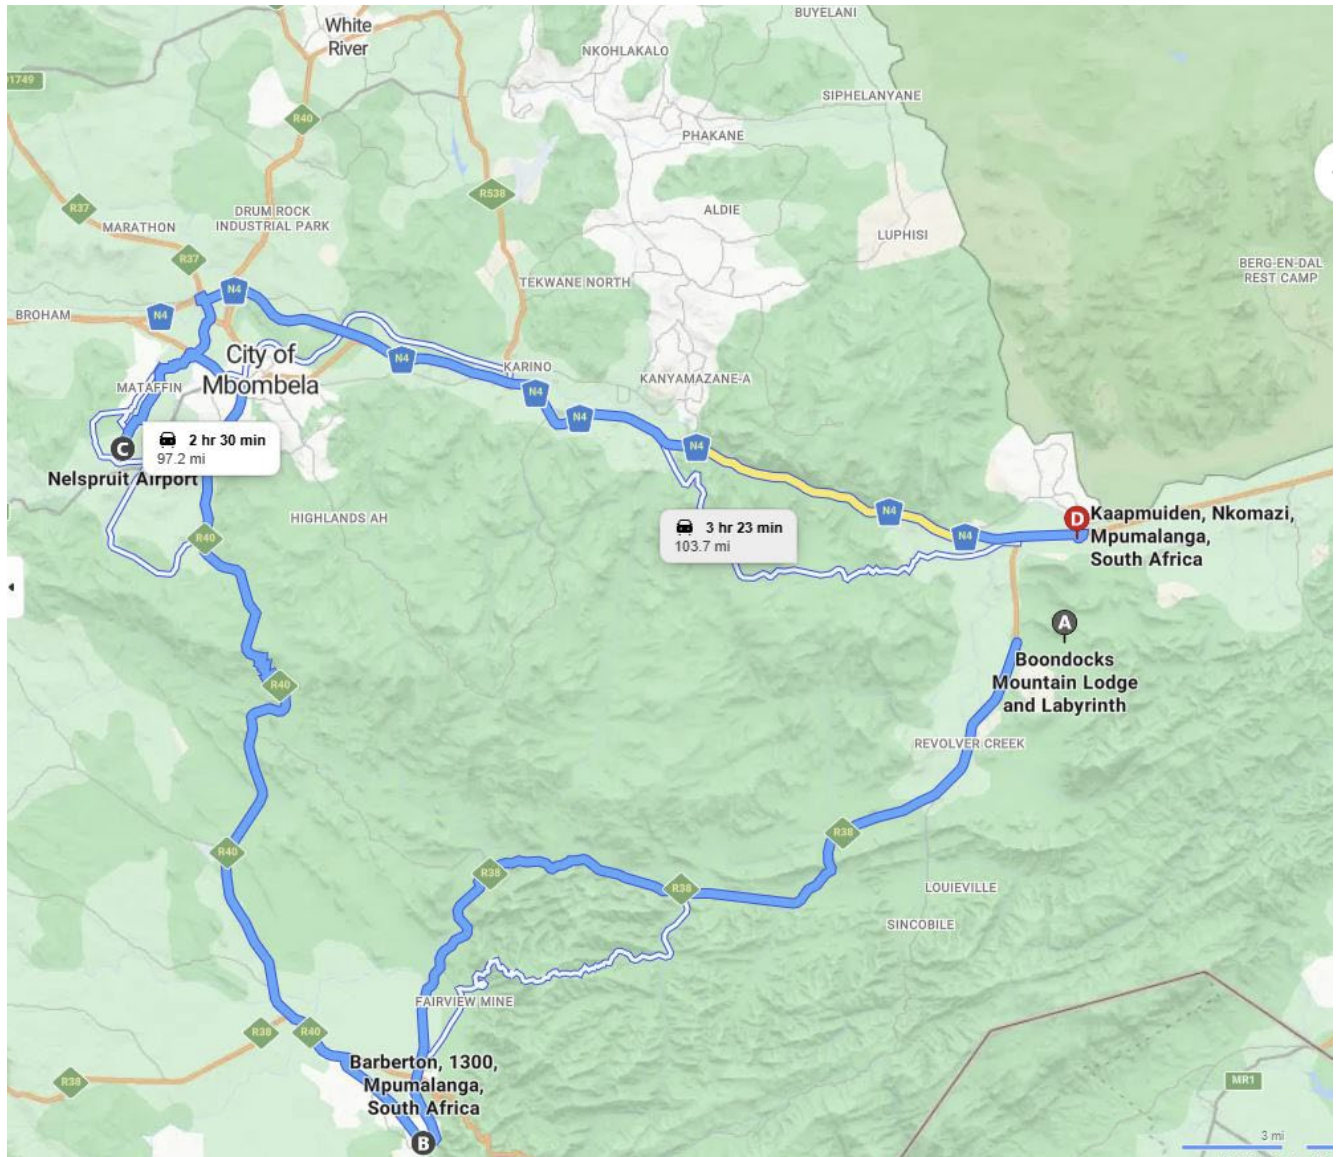 BUYELANI
White
River
NKOHLAKALO
1749
SIPHELANYANE
R40
PHAKANE
R538
R37
DRUM ROCK
INDUSTRIAL PARK
ALDIE
MARATHON
LUPHISI
R37
BERG-EN-DAL
REST CAMP
TEKWANE NORTH
N4
BROHAM
N4
City of
Mbombela
N4
KARINO
MATAFFIN
KANYAMAZANE-A
N4
N4
C
2 hr 30 min
97.2 mi
N4
Nelspruit Airport
HIGHLANDS AH
N4
D
Kaapmuiden, Nkomazi,
Mpumalanga,
South Africa
3 hr 23 min
103.7 mi
N4
R40
A
Boondocks
Mountain Lodge
and Labyrinth
R40
REVOLVER CREEK
R38
R40
R38
R38
LOUIEVILLE
SINCOBILE
FAIRVIEW MINE
R38
R40
Barberton, 1300,
Mpumalanga,
South Africa
R38
MR1
B
3 mi